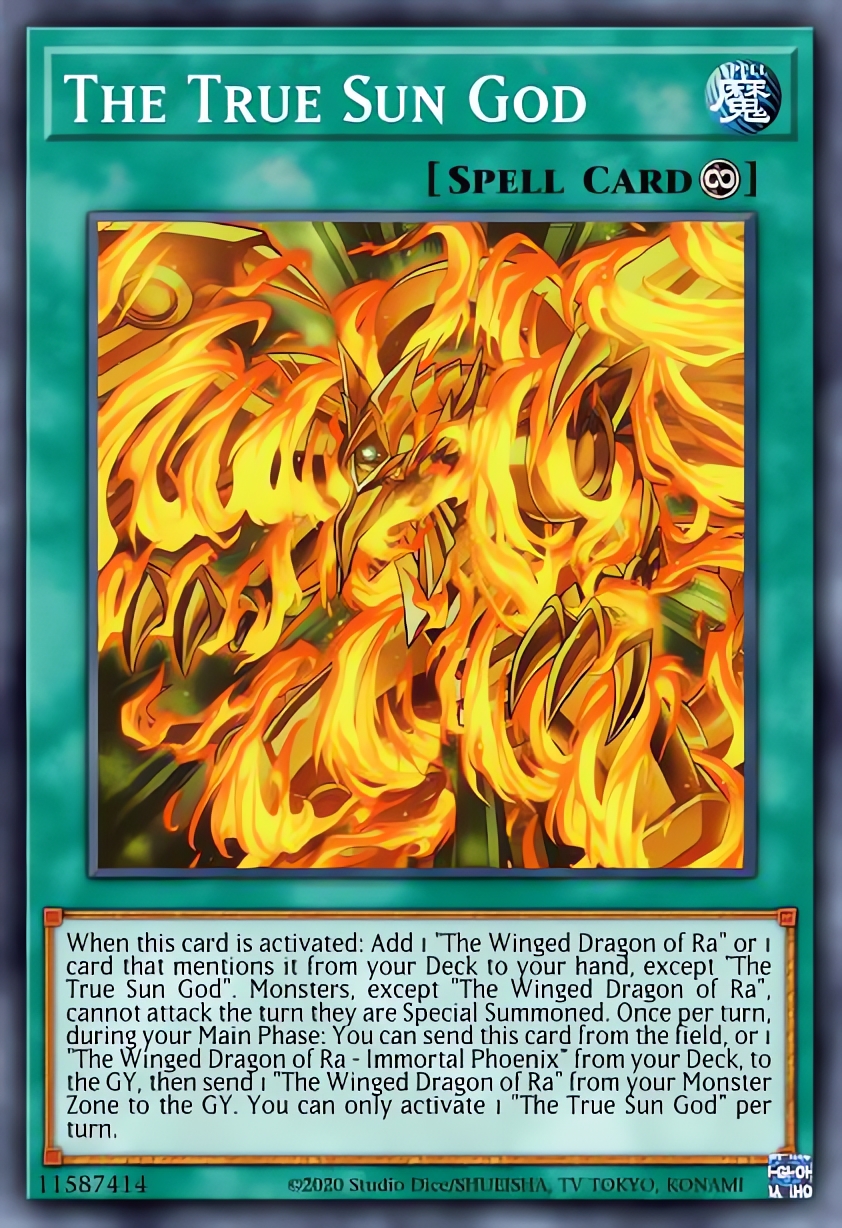 THE TRUE SUN GOD
魔
[SPELL CARD]
When this card is activated: Add 1 "The Winged Dragon of Ra" or 1
card that mentions it from your Deck to your hand, except "The
True Sun God". Monsters, except "The Winged Dragon of Ra",
cannot attack the turn they are Special Summoned. Once per turn,
during your Main Phase: You can send this card from the field, or 1
"The Winged Dragon of Ra - Immortal Phoenix" from your Deck, to
the GY, then send 1 "The Winged Dragon of Ra" from your Monster
Zone to the GY. You can only activate 1 "The True Sun God" per
turn.
11587414
©2020 Studio Dice/SHUEISHA, TV TOKYO, KONAMI